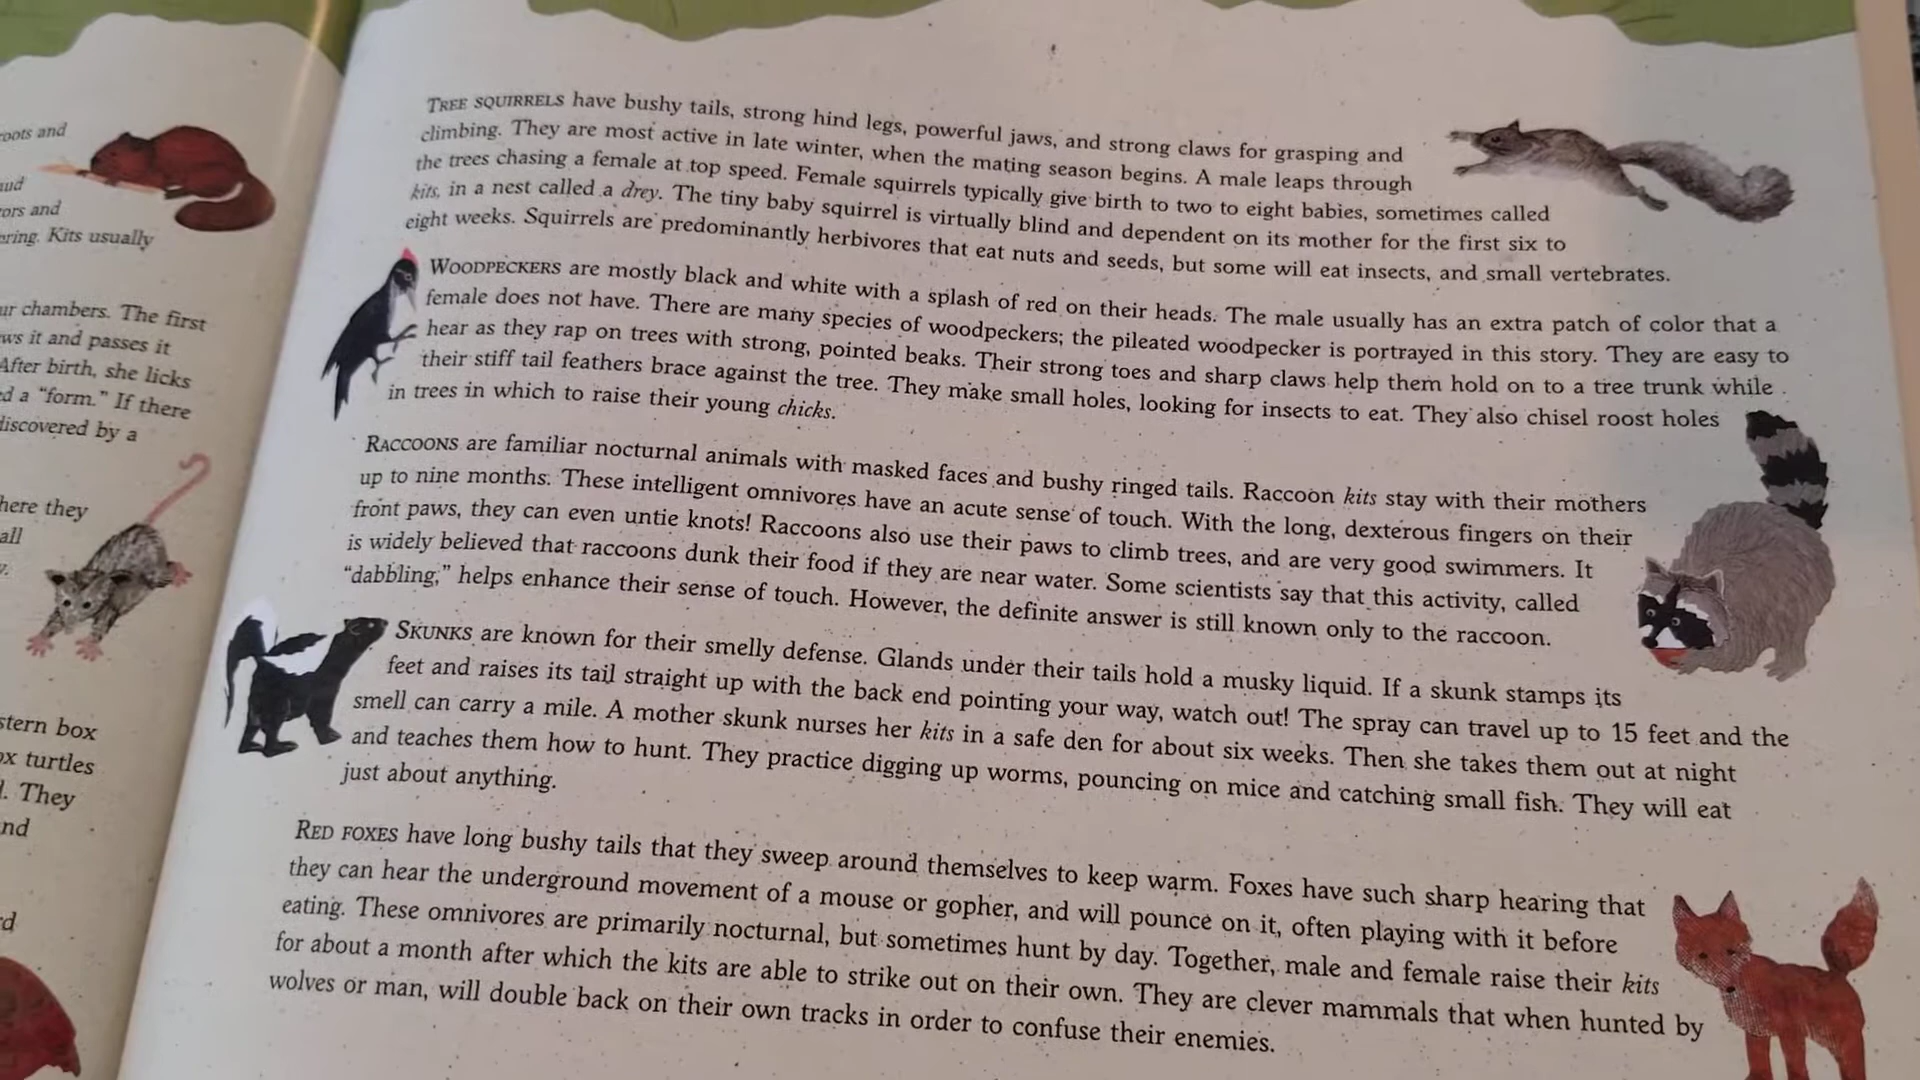 roots and
ors and
ering. Kits usually
ur chambers. The first
ws it and passes it
After birth, she licks
d a “form.” If there
discovered by a
here they
all
stern box
ox turtles
. They
nd
TREE SQUIRRELS have bushy tails, strong hind legs, powerful jaws, and strong claws for grasping and
climbing. They are most active in late winter, when the mating season begins. A male leaps through
the trees chasing a female at top speed. Female squirrels typically give birth to two to eight babies, sometimes called
kits, in a nest called a drey. The tiny baby squirrel is virtually blind and dependent on its mother for the first six to
eight weeks. Squirrels are predominantly herbivores that eat nuts and seeds, but some will eat insects, and small vertebrates.
WOODPECKERS are mostly black and white with a splash of red on their heads. The male usually has an extra patch of color that a
female does not have. There are many species of woodpeckers; the pileated woodpecker is portrayed in this story. They are easy to
hear as they rap on trees with strong, pointed beaks. Their strong toes and sharp claws help them hold on to a tree trunk while
their stiff tail feathers brace against the tree. They make small holes, looking for insects to eat. They also chisel roost holes
in trees in which to raise their young chicks.
RACCOONS are familiar nocturnal animals with masked faces and bushy ringed tails. Raccoon kits stay with their mothers
up to nine months. These intelligent omnivores have an acute sense of touch. With the long, dexterous fingers on their
front paws, they can even untie knots! Raccoons also use their paws to climb trees, and are very good swimmers. It
is widely believed that raccoons dunk their food if they are near water. Some scientists say that this activity, called
“dabbling,” helps enhance their sense of touch. However, the definite answer is still known only to the raccoon.
SKUNKS are known for their smelly defense. Glands under their tails hold a musky liquid. If a skunk stamps its
feet and raises its tail straight up with the back end pointing your way, watch out! The spray can travel up to 15 feet and the
smell can carry a mile. A mother skunk nurses her kits in a safe den for about six weeks. Then she takes them out at night
and teaches them how to hunt. They practice digging up worms, pouncing on mice and catching small fish. They will eat
just about anything.
RED FOXES have long bushy tails that they sweep around themselves to keep warm. Foxes have such sharp hearing that
they can hear the underground movement of a mouse or gopher, and will pounce on it, often playing with it before
eating. These omnivores are primarily nocturnal, but sometimes hunt by day. Together, male and female raise their kits
for about a month after which the kits are able to strike out on their own. They are clever mammals that when hunted by
wolves or man, will double back on their own tracks in order to confuse their enemies.